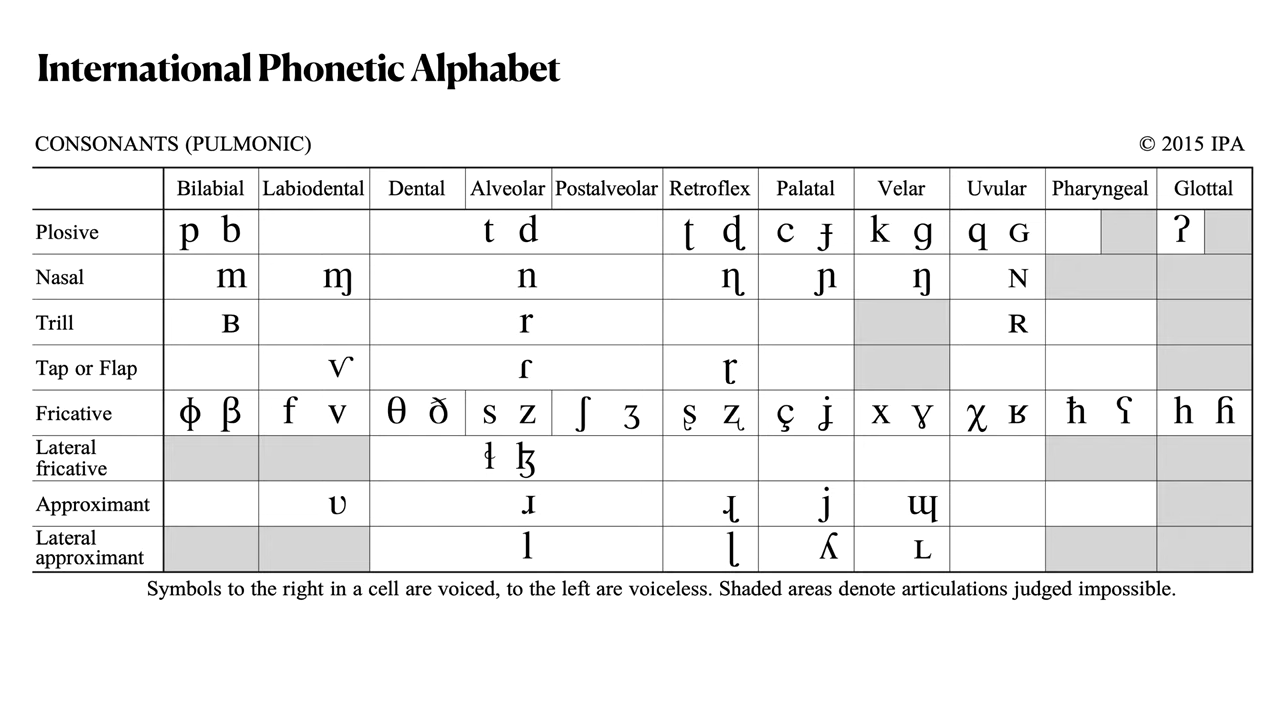 International Phonetic Alphabet
CONSONANTS (PULMONIC) © 2015 IPA
Bilabial Labiodental Dental Alveolar Postalveolar Retroflex Palatal Velar Uvular Pharyngeal Glottal
Plosive p b t d ʈ ɖ c ɟ k ɡ q ɢ ʔ
Nasal m ɱ n ɳ ɲ ŋ ɴ
Trill ʙ r ʀ
Tap or Flap ⱱ ɾ ɽ
Fricative ɸ β f v θ ð s z ʃ ʒ ʂ ʐ ç ʝ x ɣ χ ʁ ħ ʕ h ɦ
Lateral
fricative ɬ ɮ
Approximant ʋ ɹ ɻ j ɰ
Lateral
approximant l ɭ ʎ ʟ
Symbols to the right in a cell are voiced, to the left are voiceless. Shaded areas denote articulations judged impossible.